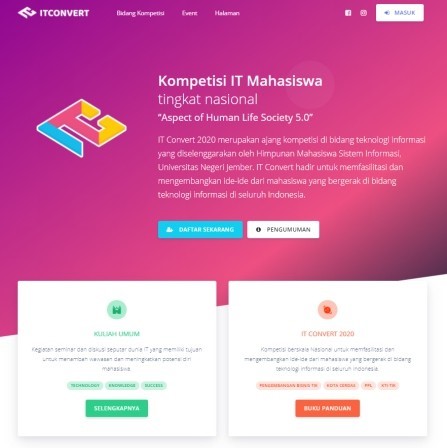 ITCONVERT
Bidang Kompetisi
Event
Halaman
MASUK
Kompetisi IT Mahasiswa
tingkat nasional
“Aspect of Human Life Society 5.0”
IT Convert 2020 merupakan ajang kompetisi di bidang teknologi informasi
yang diselenggarakan oleh Himpunan Mahasiswa Sistem Informasi,
Universitas Negeri Jember. IT Convert hadir untuk memfasilitasi dan
mengembangkan ide-ide dari mahasiswa yang bergerak di bidang
teknologi informasi di seluruh Indonesia.
DAFTAR SEKARANG
PENGUMUMAN
KULIAH UMUM
Kegiatan seminar dan diskusi seputar dunia IT yang memiliki tujuan
untuk menambah wawasan dan meningkatkan potensi diri
mahasiswa.
TECHNOLOGY
KNOWLEDGE
SUCCESS
SELENGKAPNYA
IT CONVERT 2020
Kompetisi berskala Nasional untuk memfasilitasi dan
mengembangkan ide-ide dari mahasiswa yang bergerak di bidang
teknologi informasi di seluruh Indonesia.
PENGEMBANGAN BISNIS TIK
KOTA CERDAS
PPL
KTI TIK
BUKU PANDUAN